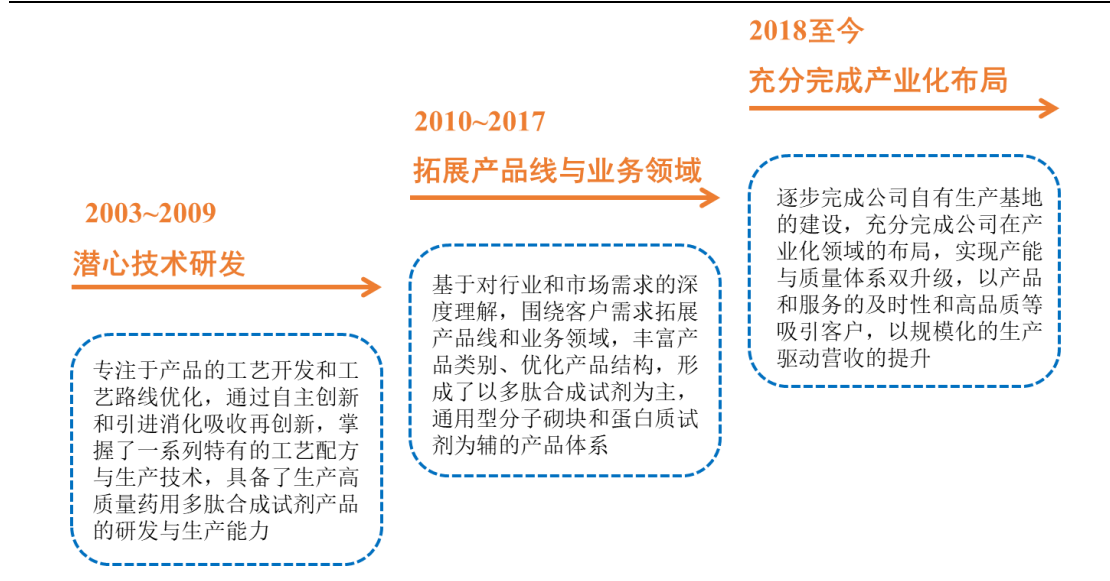 2003~2009
潜心技术研发
专注于产品的工艺开发和工
艺路线优化，通过自主创新
和引进消化吸收再创新，掌
握了一系列特有的工艺配方
与生产技术，具备了生产高
质量药用多肽合成试剂产品
的研发与生产能力
2010~2017
拓展产品线与业务领域
基于对行业和市场需求的深
度理解，围绕客户需求拓展
产品线和业务领域，丰富产
品类别、优化产品结构，形
成了以多肽合成试剂为主，
通用型分子砌块和蛋白质试
剂为辅的产品体系
2018至今
充分完成产业化布局
逐步完成公司自有生产基地
的建设，充分完成公司在产
业化领域的布局，实现产能
与质量体系双升级，以产品
和服务的及时性和高品质等
吸引客户，以规模化的生产
驱动营收的提升